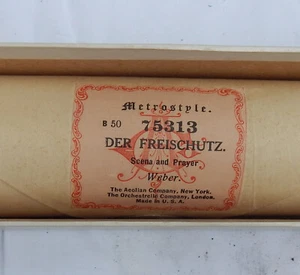 Metrostyle.
B 50 75313
DER FREISCHÜTZ.
Scena and Prayer
Weber.
The Aeolian Company, New York.
The Orchestrelle Company, London.
Made in U. S. A.